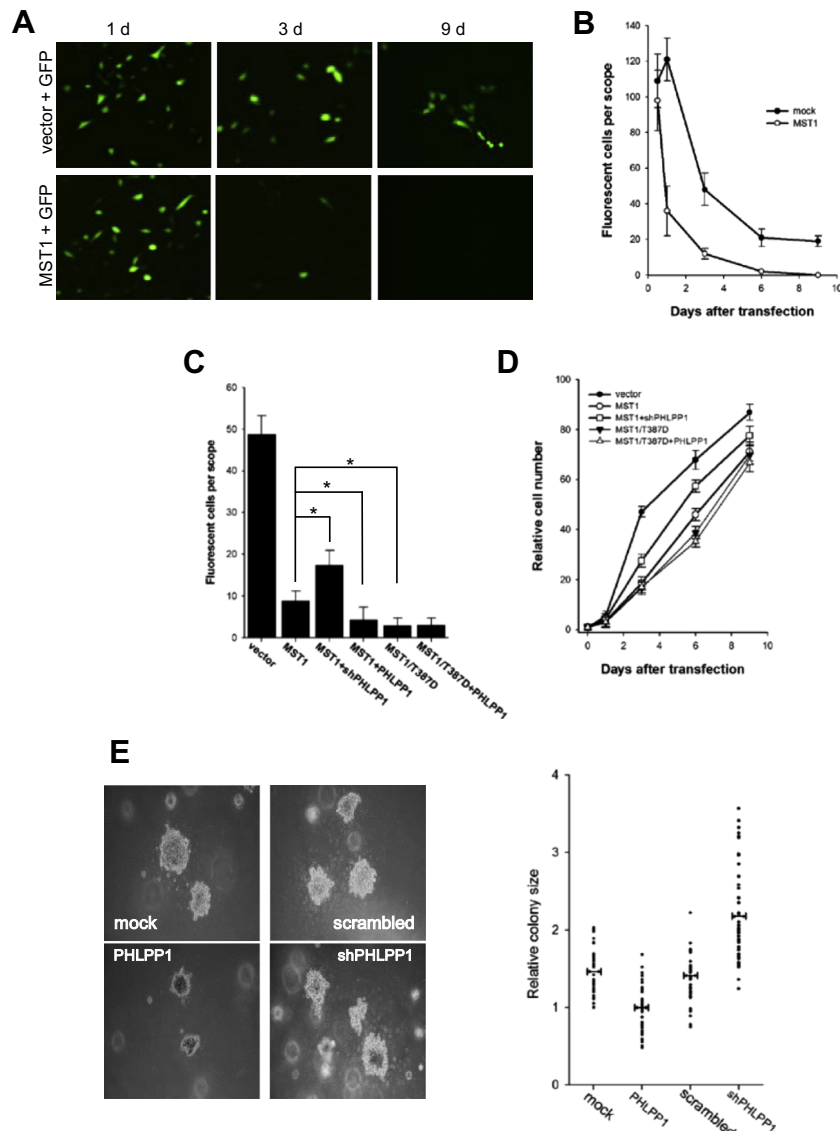 A
1 d
3 d
9 d
vector + GFP
MST1 + GFP
B
Fluorescent cells per scope
140
120
100
80
60
40
20
0
mock
MST1
0
2
4
6
8
10
Days after transfection
C
Fluorescent cells per scope
60
50
40
30
20
10
0
*
*
*
vector
MST1
MST1+shPHLPP1
MST1+PHLPP1
MST1/T387D
MST1/T387D+PHLPP1
D
Relative cell number
100
80
60
40
20
0
vector
MST1
MST1+shPHLPP1
MST1/T387D
MST1/T387D+PHLPP1
0
2
4
6
8
10
Days after transfection
E
mock
scrambled
PHLPP1
shPHLPP1
Relative colony size
4
3
2
1
0
mock
PHLPP1
scrambled
shPHLPP1